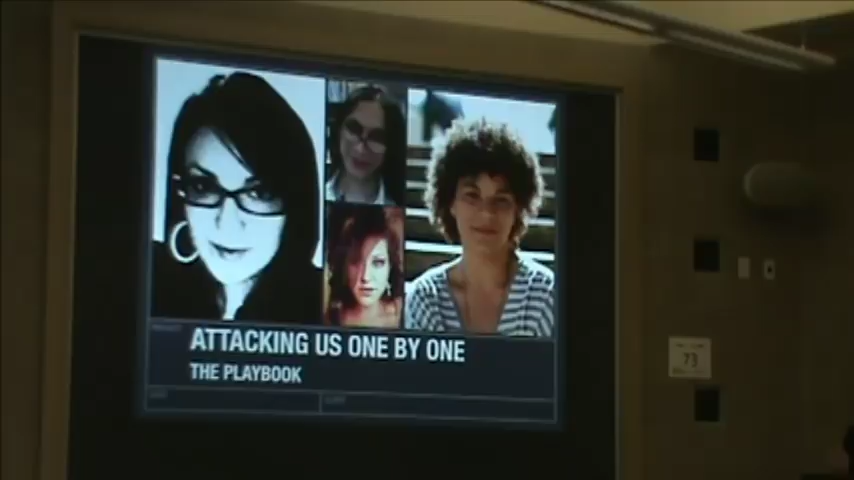 ATTACKING US ONE BY ONE
THE PLAYBOOK
73